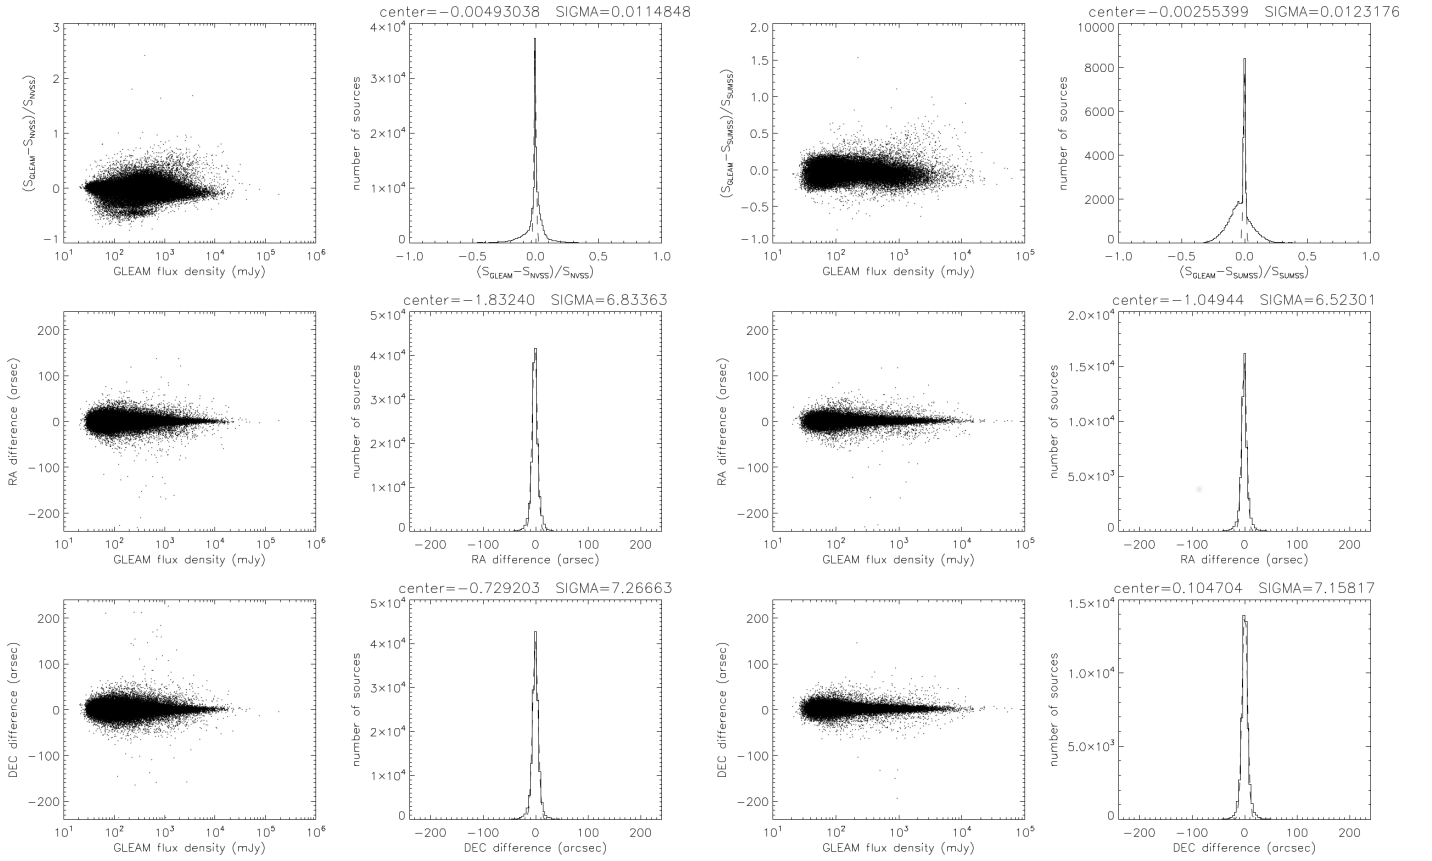 center=−0.00493038 SIGMA=0.0114848
center=−0.00255399 SIGMA=0.0123176
(S_GLEAM−S_NVSS)/S_NVSS
3
2
1
0
−1
10^1 10^2 10^3 10^4 10^5 10^6
GLEAM flux density (mJy)
number of sources
4×10^4
3×10^4
2×10^4
1×10^4
0
−0.5 0.0 0.5 1.0
(S_GLEAM−S_NVSS)/S_NVSS
(S_GLEAM−S_SUMSS)/S_SUMSS
2.0
1.5
1.0
0.5
0.0
−0.5
−1.0
10^1 10^2 10^3 10^4 10^5
GLEAM flux density (mJy)
number of sources
10000
8000
6000
4000
2000
0
−1.0 −0.5 0.0 0.5 1.0
(S_GLEAM−S_SUMSS)/S_SUMSS
center=−1.83240 SIGMA=6.83363
center=−1.04944 SIGMA=6.52301
RA difference (arsec)
200
100
0
−100
−200
10^1 10^2 10^3 10^4 10^5 10^6
GLEAM flux density (mJy)
number of sources
5×10^4
4×10^4
3×10^4
2×10^4
1×10^4
0
−200 −100 0 100 200
RA difference (arsec)
RA difference (arsec)
200
100
0
−100
−200
10^1 10^2 10^3 10^4 10^5
GLEAM flux density (mJy)
number of sources
2.0×10^4
1.5×10^4
1.0×10^4
5.0×10^3
0
−200 −100 0 100 200
RA difference (arcsec)
center=−0.729203 SIGMA=7.26663
center=0.104704 SIGMA=7.15817
DEC difference (arsec)
200
100
0
−100
−200
10^1 10^2 10^3 10^4 10^5 10^6
GLEAM flux density (mJy)
number of sources
5×10^4
4×10^4
3×10^4
2×10^4
1×10^4
0
−200 −100 0 100 200
DEC difference (arcsec)
DEC difference (arsec)
200
100
0
−100
−200
10^1 10^2 10^3 10^4 10^5
GLEAM flux density (mJy)
number of sources
1.5×10^4
1.0×10^4
5.0×10^3
0
−200 −100 0 100 200
DEC difference (arcsec)